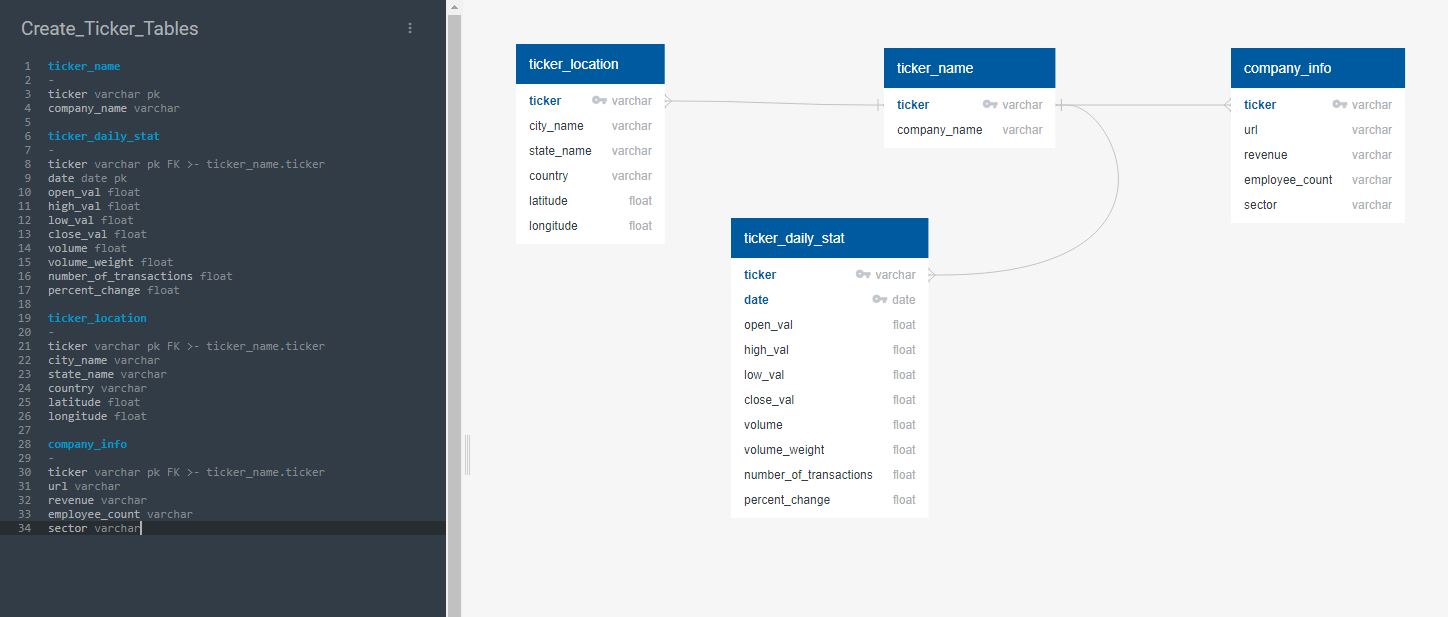 Create_Ticker_Tables
1 ticker_name
2 -
3 ticker varchar pk
4 company_name varchar
5
6 ticker_daily_stat
7 -
8 ticker varchar pk FK >- ticker_name.ticker
9 date date pk
10 open_val float
11 high_val float
12 low_val float
13 close_val float
14 volume float
15 volume_weight float
16 number_of_transactions float
17 percent_change float
18
19 ticker_location
20 -
21 ticker varchar pk FK >- ticker_name.ticker
22 city_name varchar
23 state_name varchar
24 country varchar
25 latitude float
26 longitude float
27
28 company_info
29 -
30 ticker varchar pk FK >- ticker_name.ticker
31 url varchar
32 revenue varchar
33 employee_count varchar
34 sector varchar
ticker_location
ticker varchar
city_name varchar
state_name varchar
country varchar
latitude float
longitude float
ticker_name
ticker varchar
company_name varchar
company_info
ticker varchar
url varchar
revenue varchar
employee_count varchar
sector varchar
ticker_daily_stat
ticker varchar
date date
open_val float
high_val float
low_val float
close_val float
volume float
volume_weight float
number_of_transactions float
percent_change float